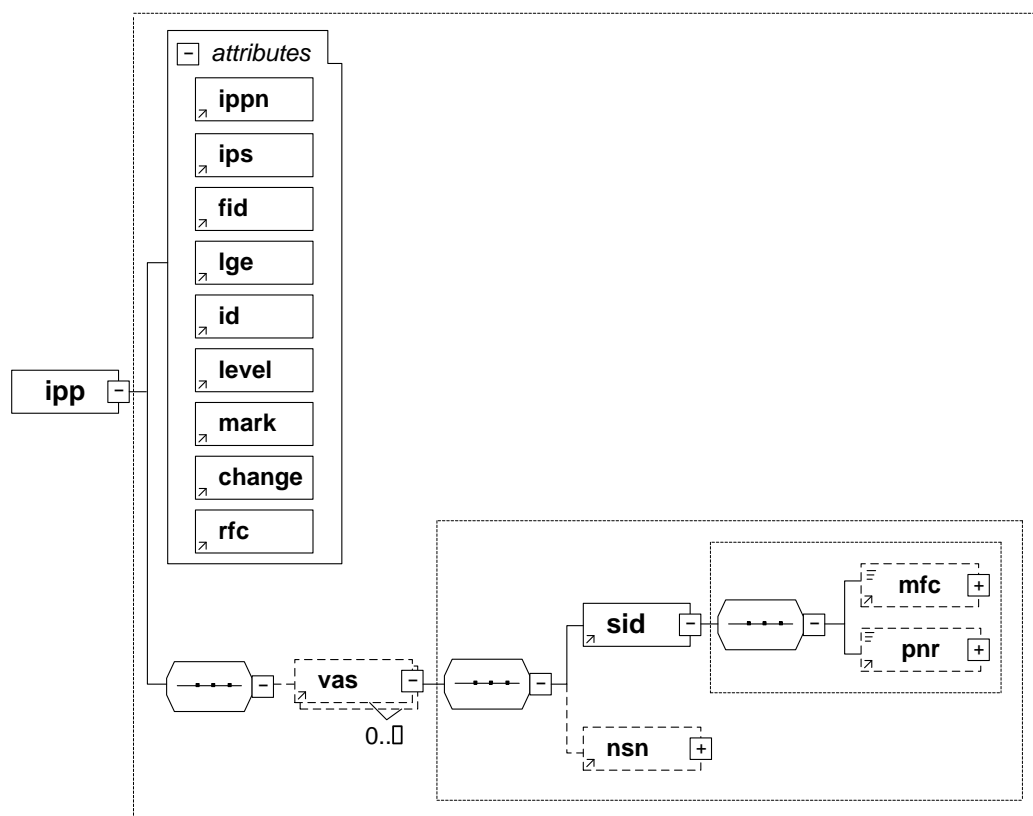 attributes
ippn
ips
fid
lge
id
level
mark
change
rfc
ipp
mfc
sid
pnr
vas
0..▯
nsn